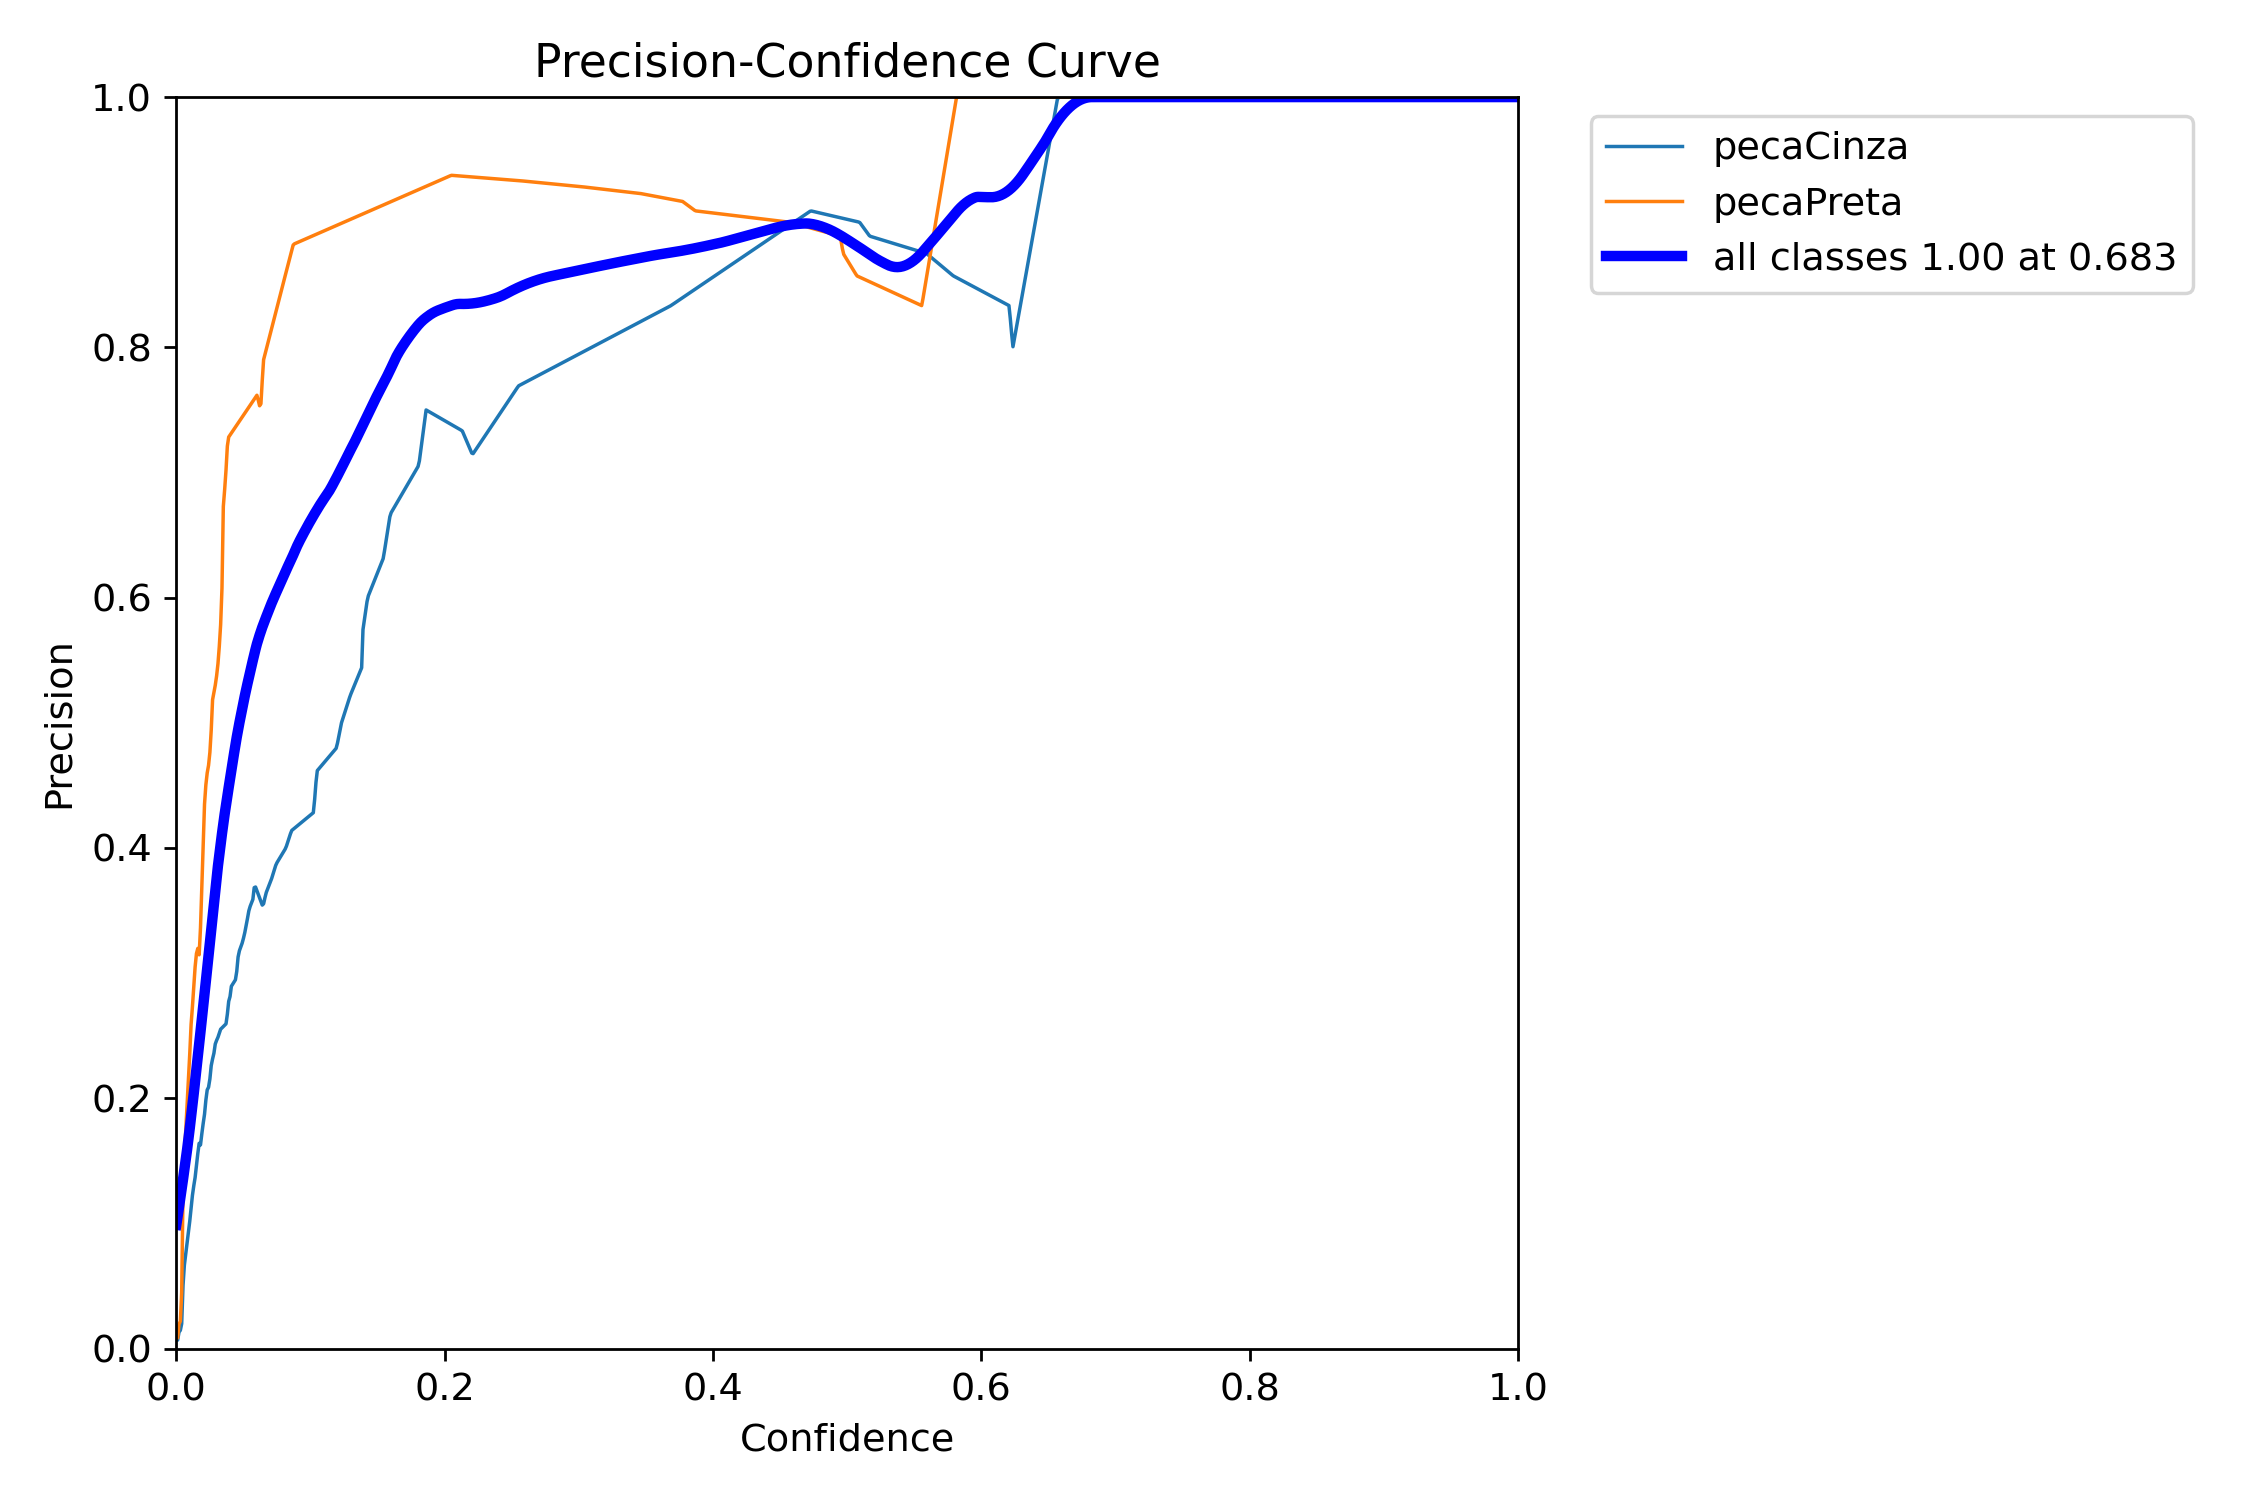 Precision-Confidence Curve
1.0
0.8
0.6
0.4
0.2
0.0
Precision
0.0 0.2 0.4 0.6 0.8 1.0
Confidence
pecaCinza
pecaPreta
all classes 1.00 at 0.683